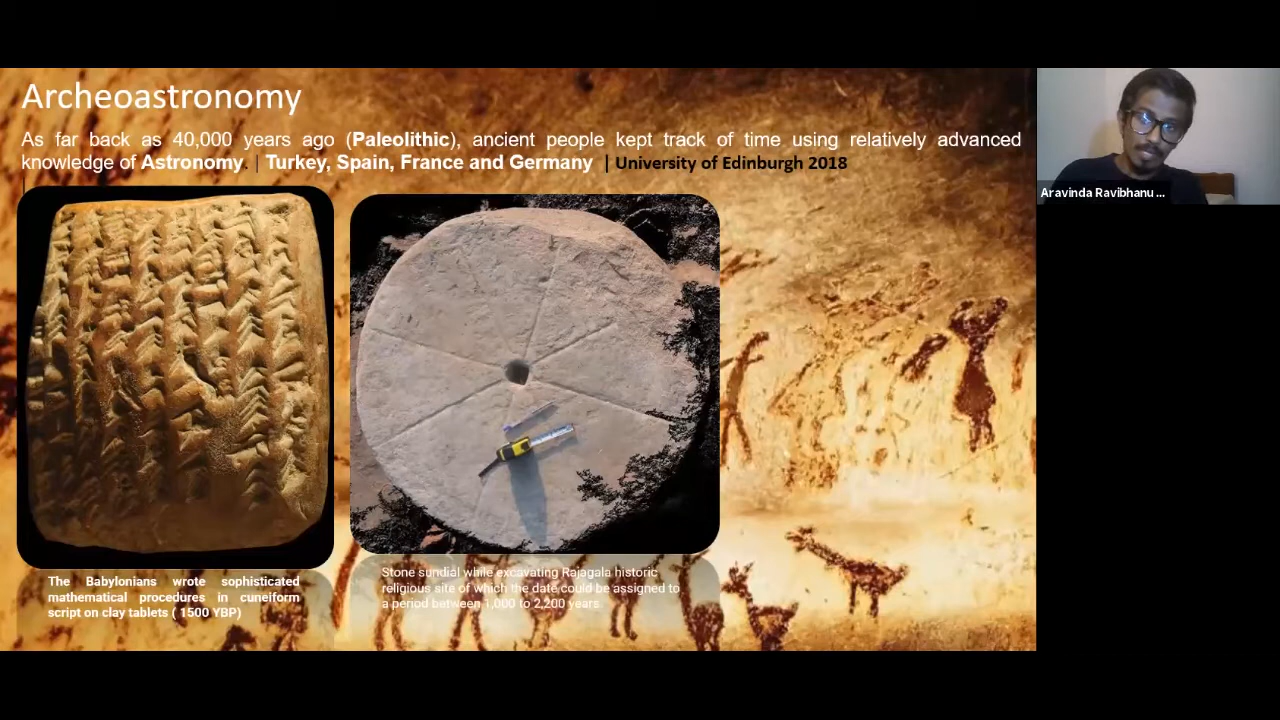 Archeoastronomy
As far back as 40,000 years ago (Paleolithic), ancient people kept track of time using relatively advanced
knowledge of Astronomy. | Turkey, Spain, France and Germany | University of Edinburgh 2018
|
Aravinda Ravibhanu ...
The Babylonians wrote sophisticated
mathematical procedures in cuneiform
script on clay tablets ( 1500 YBP)
Stone sundial while excavating Rajagala historic
religious site of which the date could be assigned to
a period between 1,000 to 2,200 years.